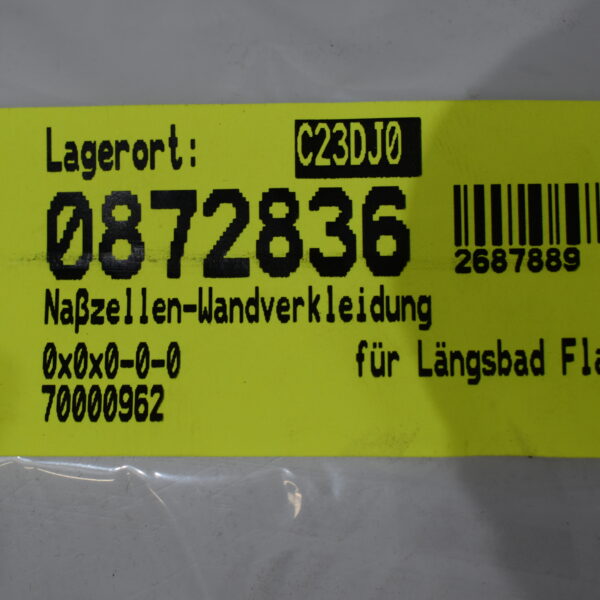 Lagerort: C23DJ0
0872836
2687889
Naßzellen-Wandverkleidung
0x0x0-0-0 für Längsbad
70000962